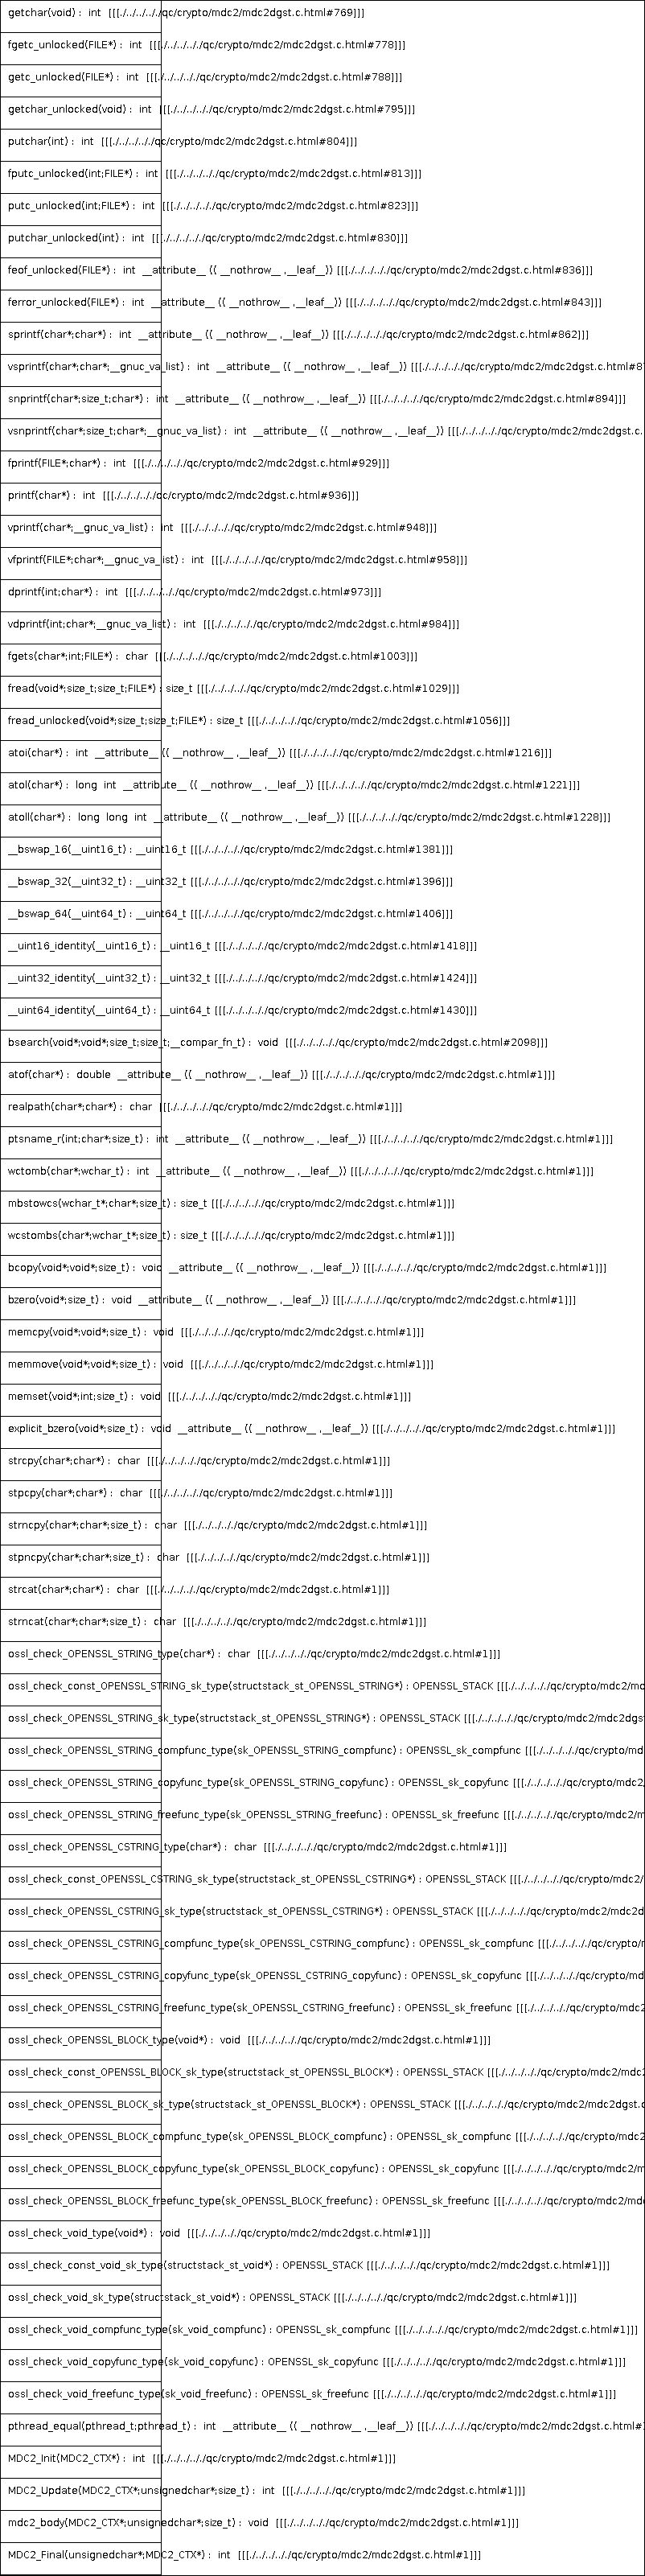 getchar(void) : int [[[./../../././qc/crypto/mdc2/mdc2dgst.c.html#769]]]
fgetc_unlocked(FILE*) : int [[[./../../././qc/crypto/mdc2/mdc2dgst.c.html#778]]]
getc_unlocked(FILE*) : int [[[./../../././qc/crypto/mdc2/mdc2dgst.c.html#788]]]
getchar_unlocked(void) : int [[[./../../././qc/crypto/mdc2/mdc2dgst.c.html#795]]]
putchar(int) : int [[[./../../././qc/crypto/mdc2/mdc2dgst.c.html#804]]]
fputc_unlocked(int;FILE*) : int [[[./../../././qc/crypto/mdc2/mdc2dgst.c.html#813]]]
putc_unlocked(int;FILE*) : int [[[./../../././qc/crypto/mdc2/mdc2dgst.c.html#823]]]
putchar_unlocked(int) : int [[[./../../././qc/crypto/mdc2/mdc2dgst.c.html#830]]]
feof_unlocked(FILE*) : int __attribute__ (( __nothrow__ ,__leaf__)) [[[./../../././qc/crypto/mdc2/mdc2dgst.c.html#836]]]
ferror_unlocked(FILE*) : int __attribute__ (( __nothrow__ ,__leaf__)) [[[./../../././qc/crypto/mdc2/mdc2dgst.c.html#843]]]
sprintf(char*;char*) : int __attribute__ (( __nothrow__ ,__leaf__)) [[[./../../././qc/crypto/mdc2/mdc2dgst.c.html#862]]]
vsprintf(char*;char*;__gnuc_va_list) : int __attribute__ (( __nothrow__ ,__leaf__)) [[[./../../././qc/crypto/mdc2/mdc2dgst.c.html#87
snprintf(char*;size_t;char*) : int __attribute__ (( __nothrow__ ,__leaf__)) [[[./../../././qc/crypto/mdc2/mdc2dgst.c.html#894]]]
vsnprintf(char*;size_t;char*;__gnuc_va_list) : int __attribute__ (( __nothrow__ ,__leaf__)) [[[./../../././qc/crypto/mdc2/mdc2dgst.c.
fprintf(FILE*;char*) : int [[[./../../././qc/crypto/mdc2/mdc2dgst.c.html#929]]]
printf(char*) : int [[[./../../././qc/crypto/mdc2/mdc2dgst.c.html#936]]]
vprintf(char*;__gnuc_va_list) : int [[[./../../././qc/crypto/mdc2/mdc2dgst.c.html#948]]]
vfprintf(FILE*;char*;__gnuc_va_list) : int [[[./../../././qc/crypto/mdc2/mdc2dgst.c.html#958]]]
dprintf(int;char*) : int [[[./../../././qc/crypto/mdc2/mdc2dgst.c.html#973]]]
vdprintf(int;char*;__gnuc_va_list) : int [[[./../../././qc/crypto/mdc2/mdc2dgst.c.html#984]]]
fgets(char*;int;FILE*) : char [[[./../../././qc/crypto/mdc2/mdc2dgst.c.html#1003]]]
fread(void*;size_t;size_t;FILE*) : size_t [[[./../../././qc/crypto/mdc2/mdc2dgst.c.html#1029]]]
fread_unlocked(void*;size_t;size_t;FILE*) : size_t [[[./../../././qc/crypto/mdc2/mdc2dgst.c.html#1056]]]
atoi(char*) : int __attribute__ (( __nothrow__ ,__leaf__)) [[[./../../././qc/crypto/mdc2/mdc2dgst.c.html#1216]]]
atol(char*) : long int __attribute__ (( __nothrow__ ,__leaf__)) [[[./../../././qc/crypto/mdc2/mdc2dgst.c.html#1221]]]
atoll(char*) : long long int __attribute__ (( __nothrow__ ,__leaf__)) [[[./../../././qc/crypto/mdc2/mdc2dgst.c.html#1228]]]
__bswap_16(__uint16_t) : __uint16_t [[[./../../././qc/crypto/mdc2/mdc2dgst.c.html#1381]]]
__bswap_32(__uint32_t) : __uint32_t [[[./../../././qc/crypto/mdc2/mdc2dgst.c.html#1396]]]
__bswap_64(__uint64_t) : __uint64_t [[[./../../././qc/crypto/mdc2/mdc2dgst.c.html#1406]]]
__uint16_identity(__uint16_t) : __uint16_t [[[./../../././qc/crypto/mdc2/mdc2dgst.c.html#1418]]]
__uint32_identity(__uint32_t) : __uint32_t [[[./../../././qc/crypto/mdc2/mdc2dgst.c.html#1424]]]
__uint64_identity(__uint64_t) : __uint64_t [[[./../../././qc/crypto/mdc2/mdc2dgst.c.html#1430]]]
bsearch(void*;void*;size_t;size_t;__compar_fn_t) : void [[[./../../././qc/crypto/mdc2/mdc2dgst.c.html#2098]]]
atof(char*) : double __attribute__ (( __nothrow__ ,__leaf__)) [[[./../../././qc/crypto/mdc2/mdc2dgst.c.html#1]]]
realpath(char*;char*) : char [[[./../../././qc/crypto/mdc2/mdc2dgst.c.html#1]]]
ptsname_r(int;char*;size_t) : int __attribute__ (( __nothrow__ ,__leaf__)) [[[./../../././qc/crypto/mdc2/mdc2dgst.c.html#1]]]
wctomb(char*;wchar_t) : int __attribute__ (( __nothrow__ ,__leaf__)) [[[./../../././qc/crypto/mdc2/mdc2dgst.c.html#1]]]
mbstowcs(wchar_t*;char*;size_t) : size_t [[[./../../././qc/crypto/mdc2/mdc2dgst.c.html#1]]]
wcstombs(char*;wchar_t*;size_t) : size_t [[[./../../././qc/crypto/mdc2/mdc2dgst.c.html#1]]]
bcopy(void*;void*;size_t) : void __attribute__ (( __nothrow__ ,__leaf__)) [[[./../../././qc/crypto/mdc2/mdc2dgst.c.html#1]]]
bzero(void*;size_t) : void __attribute__ (( __nothrow__ ,__leaf__)) [[[./../../././qc/crypto/mdc2/mdc2dgst.c.html#1]]]
memcpy(void*;void*;size_t) : void [[[./../../././qc/crypto/mdc2/mdc2dgst.c.html#1]]]
memmove(void*;void*;size_t) : void [[[./../../././qc/crypto/mdc2/mdc2dgst.c.html#1]]]
memset(void*;int;size_t) : void [[[./../../././qc/crypto/mdc2/mdc2dgst.c.html#1]]]
explicit_bzero(void*;size_t) : void __attribute__ (( __nothrow__ ,__leaf__)) [[[./../../././qc/crypto/mdc2/mdc2dgst.c.html#1]]]
strcpy(char*;char*) : char [[[./../../././qc/crypto/mdc2/mdc2dgst.c.html#1]]]
stpcpy(char*;char*) : char [[[./../../././qc/crypto/mdc2/mdc2dgst.c.html#1]]]
strncpy(char*;char*;size_t) : char [[[./../../././qc/crypto/mdc2/mdc2dgst.c.html#1]]]
stpncpy(char*;char*;size_t) : char [[[./../../././qc/crypto/mdc2/mdc2dgst.c.html#1]]]
strcat(char*;char*) : char [[[./../../././qc/crypto/mdc2/mdc2dgst.c.html#1]]]
strncat(char*;char*;size_t) : char [[[./../../././qc/crypto/mdc2/mdc2dgst.c.html#1]]]
ossl_check_OPENSSL_STRING_type(char*) : char [[[./../../././qc/crypto/mdc2/mdc2dgst.c.html#1]]]
ossl_check_const_OPENSSL_STRING_sk_type(structstack_st_OPENSSL_STRING*) : OPENSSL_STACK [[[./../../././qc/crypto/mdc2/md
ossl_check_OPENSSL_STRING_sk_type(structstack_st_OPENSSL_STRING*) : OPENSSL_STACK [[[./../../././qc/crypto/mdc2/mdc2dgs
ossl_check_OPENSSL_STRING_compfunc_type(sk_OPENSSL_STRING_compfunc) : OPENSSL_sk_compfunc [[[./../../././qc/crypto/md
ossl_check_OPENSSL_STRING_copyfunc_type(sk_OPENSSL_STRING_copyfunc) : OPENSSL_sk_copyfunc [[[./../../././qc/crypto/mdc2/
ossl_check_OPENSSL_STRING_freefunc_type(sk_OPENSSL_STRING_freefunc) : OPENSSL_sk_freefunc [[[./../../././qc/crypto/mdc2/m
ossl_check_OPENSSL_CSTRING_type(char*) : char [[[./../../././qc/crypto/mdc2/mdc2dgst.c.html#1]]]
ossl_check_const_OPENSSL_CSTRING_sk_type(structstack_st_OPENSSL_CSTRING*) : OPENSSL_STACK [[[./../../././qc/crypto/mdc2/
ossl_check_OPENSSL_CSTRING_sk_type(structstack_st_OPENSSL_CSTRING*) : OPENSSL_STACK [[[./../../././qc/crypto/mdc2/mdc2d
ossl_check_OPENSSL_CSTRING_compfunc_type(sk_OPENSSL_CSTRING_compfunc) : OPENSSL_sk_compfunc [[[./../../././qc/crypto/
ossl_check_OPENSSL_CSTRING_copyfunc_type(sk_OPENSSL_CSTRING_copyfunc) : OPENSSL_sk_copyfunc [[[./../../././qc/crypto/md
ossl_check_OPENSSL_CSTRING_freefunc_type(sk_OPENSSL_CSTRING_freefunc) : OPENSSL_sk_freefunc [[[./../../././qc/crypto/mdc2
ossl_check_OPENSSL_BLOCK_type(void*) : void [[[./../../././qc/crypto/mdc2/mdc2dgst.c.html#1]]]
ossl_check_const_OPENSSL_BLOCK_sk_type(structstack_st_OPENSSL_BLOCK*) : OPENSSL_STACK [[[./../../././qc/crypto/mdc2/mdc2
ossl_check_OPENSSL_BLOCK_sk_type(structstack_st_OPENSSL_BLOCK*) : OPENSSL_STACK [[[./../../././qc/crypto/mdc2/mdc2dgst.c
ossl_check_OPENSSL_BLOCK_compfunc_type(sk_OPENSSL_BLOCK_compfunc) : OPENSSL_sk_compfunc [[[./../../././qc/crypto/mdc2
ossl_check_OPENSSL_BLOCK_copyfunc_type(sk_OPENSSL_BLOCK_copyfunc) : OPENSSL_sk_copyfunc [[[./../../././qc/crypto/mdc2/m
ossl_check_OPENSSL_BLOCK_freefunc_type(sk_OPENSSL_BLOCK_freefunc) : OPENSSL_sk_freefunc [[[./../../././qc/crypto/mdc2/md
ossl_check_void_type(void*) : void [[[./../../././qc/crypto/mdc2/mdc2dgst.c.html#1]]]
ossl_check_const_void_sk_type(structstack_st_void*) : OPENSSL_STACK [[[./../../././qc/crypto/mdc2/mdc2dgst.c.html#1]]]
ossl_check_void_sk_type(structstack_st_void*) : OPENSSL_STACK [[[./../../././qc/crypto/mdc2/mdc2dgst.c.html#1]]]
ossl_check_void_compfunc_type(sk_void_compfunc) : OPENSSL_sk_compfunc [[[./../../././qc/crypto/mdc2/mdc2dgst.c.html#1]]]
ossl_check_void_copyfunc_type(sk_void_copyfunc) : OPENSSL_sk_copyfunc [[[./../../././qc/crypto/mdc2/mdc2dgst.c.html#1]]]
ossl_check_void_freefunc_type(sk_void_freefunc) : OPENSSL_sk_freefunc [[[./../../././qc/crypto/mdc2/mdc2dgst.c.html#1]]]
pthread_equal(pthread_t;pthread_t) : int __attribute__ (( __nothrow__ ,__leaf__)) [[[./../../././qc/crypto/mdc2/mdc2dgst.c.html#1
MDC2_Init(MDC2_CTX*) : int [[[./../../././qc/crypto/mdc2/mdc2dgst.c.html#1]]]
MDC2_Update(MDC2_CTX*;unsignedchar*;size_t) : int [[[./../../././qc/crypto/mdc2/mdc2dgst.c.html#1]]]
mdc2_body(MDC2_CTX*;unsignedchar*;size_t) : void [[[./../../././qc/crypto/mdc2/mdc2dgst.c.html#1]]]
MDC2_Final(unsignedchar*;MDC2_CTX*) : int [[[./../../././qc/crypto/mdc2/mdc2dgst.c.html#1]]]